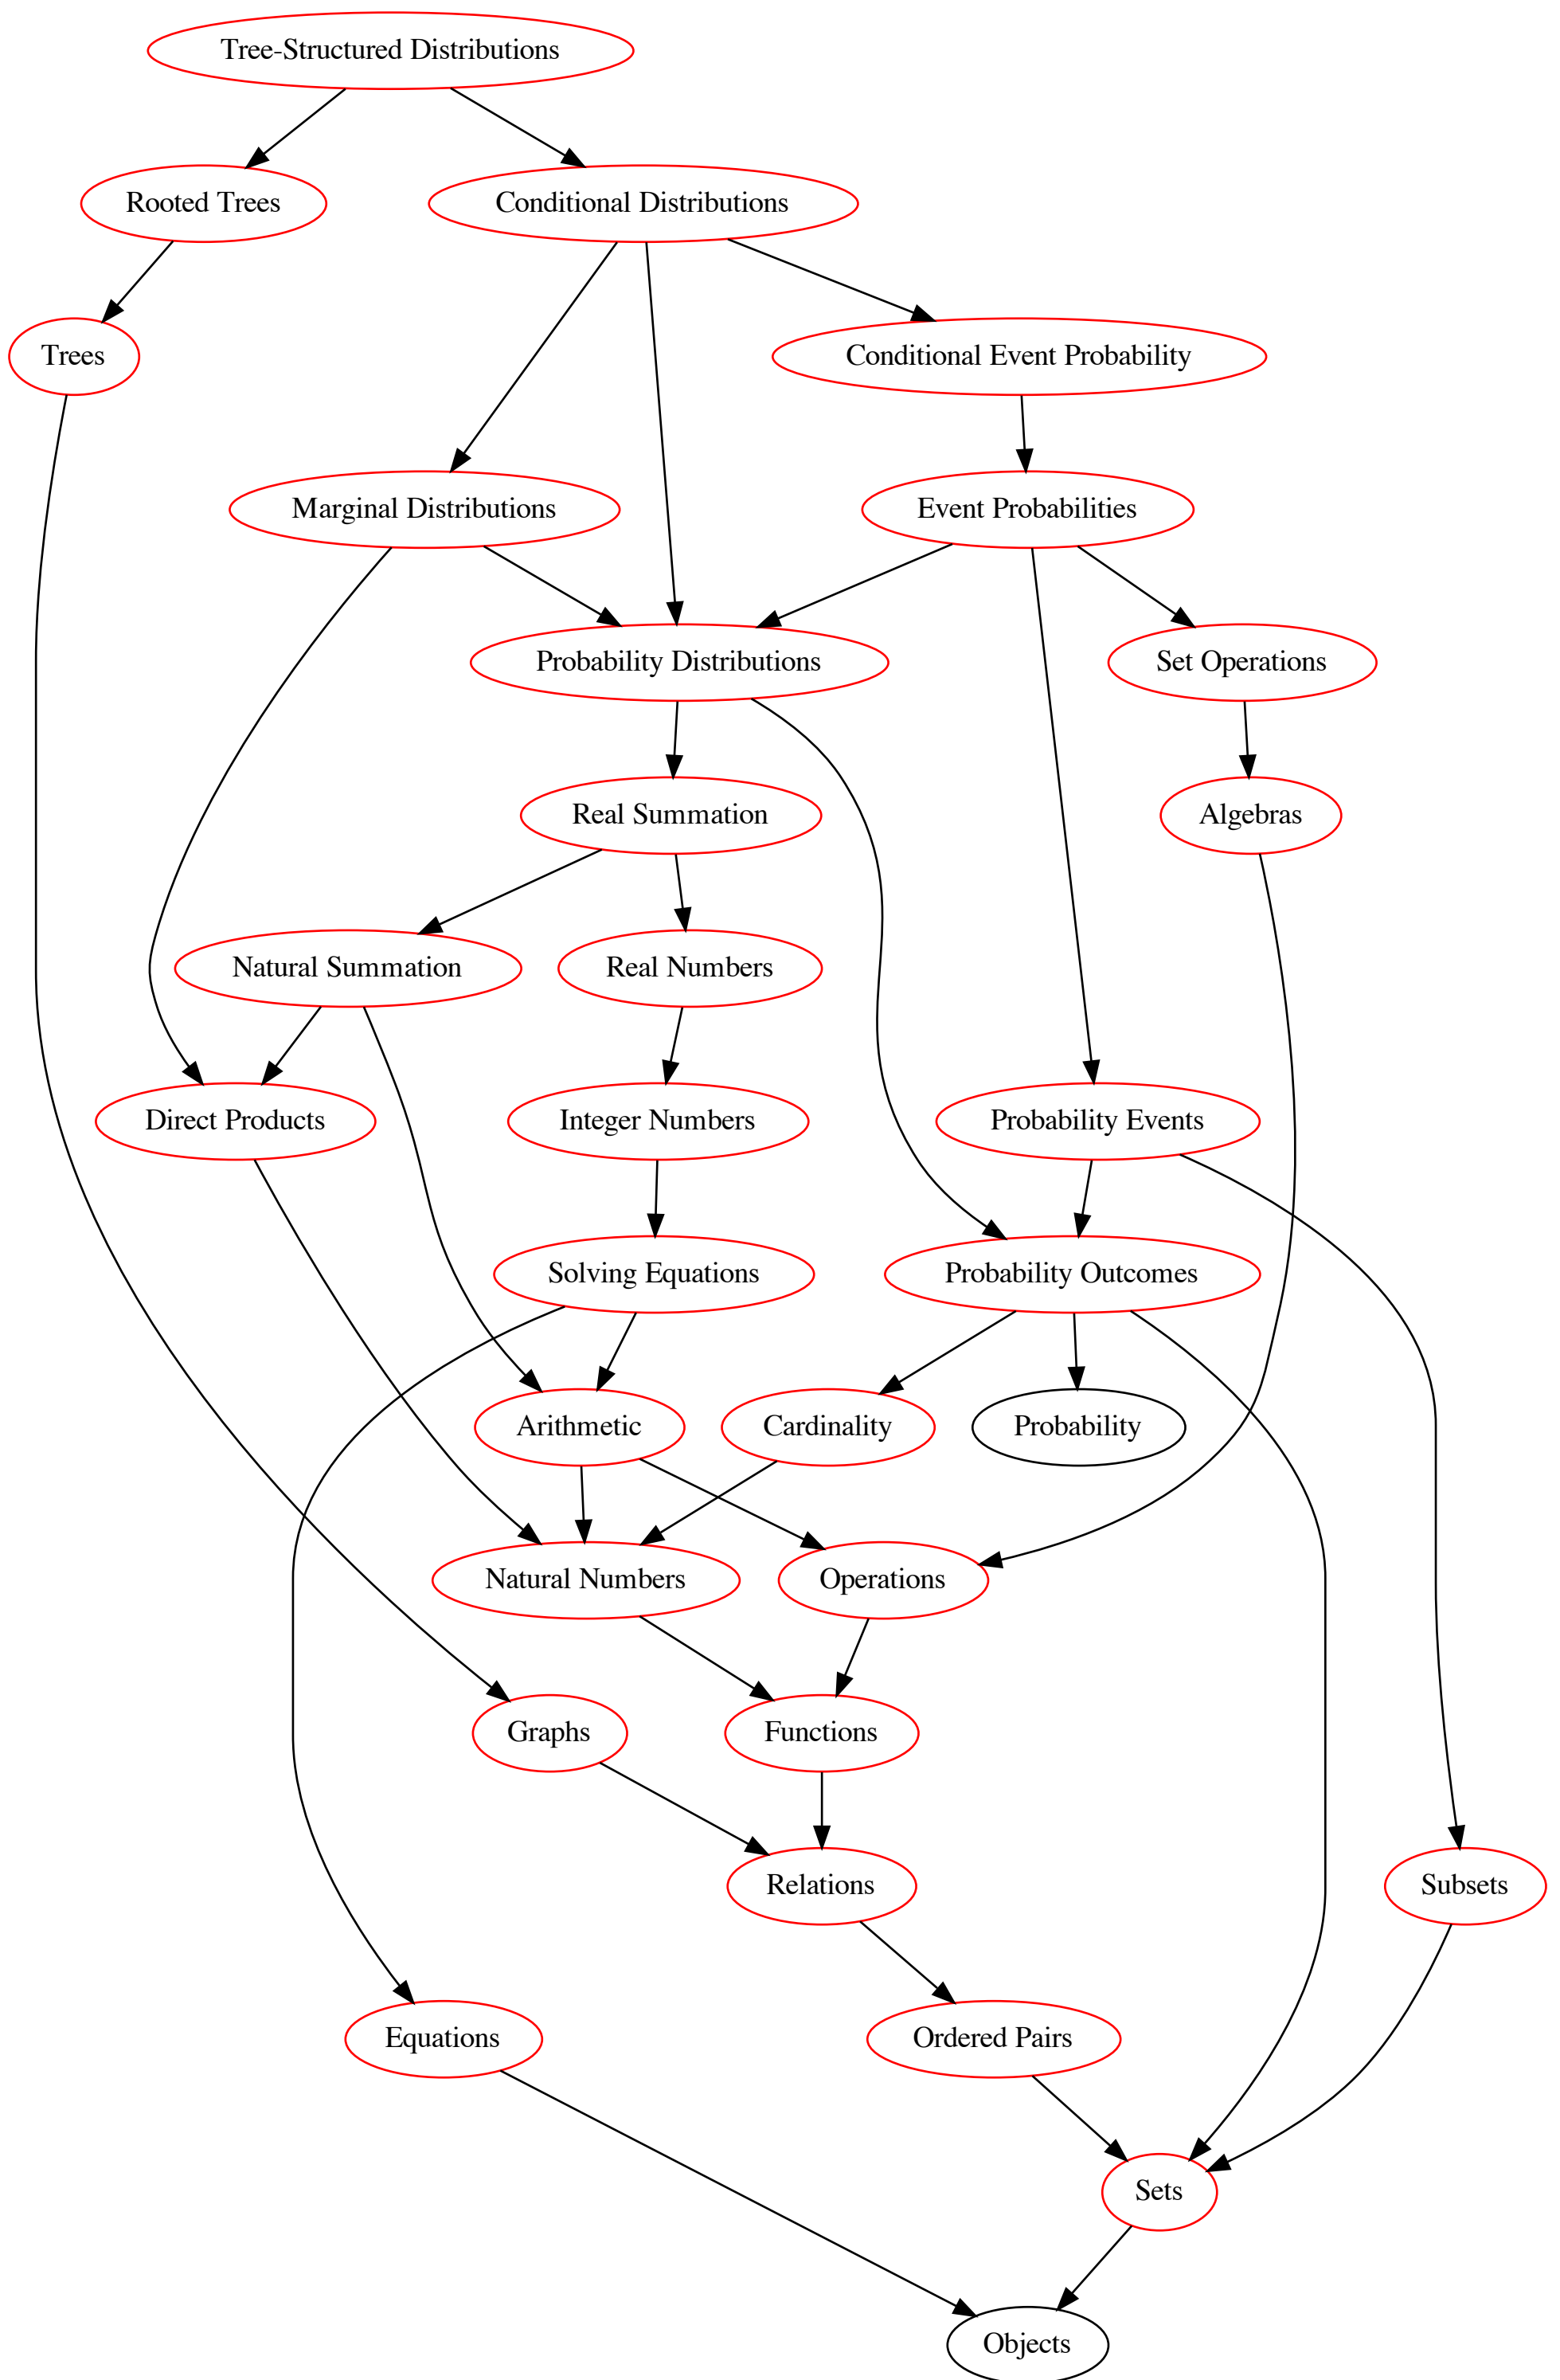 Tree-Structured Distributions
Rooted Trees
Conditional Distributions
Trees
Conditional Event Probability
Marginal Distributions
Event Probabilities
Probability Distributions
Set Operations
Real Summation
Algebras
Natural Summation
Real Numbers
Direct Products
Integer Numbers
Probability Events
Solving Equations
Probability Outcomes
Arithmetic
Cardinality
Probability
Natural Numbers
Operations
Graphs
Functions
Relations
Subsets
Equations
Ordered Pairs
Sets
Objects